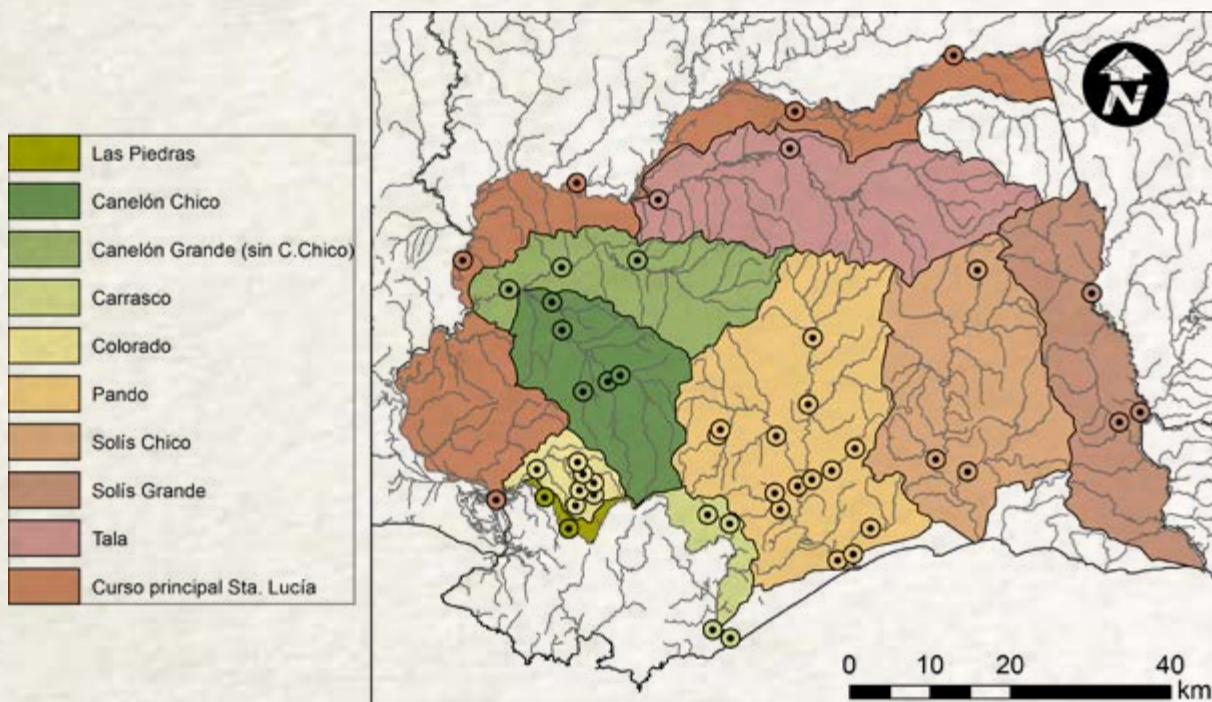 Las Piedras
Canelón Chico
Canelón Grande (sin C.Chico)
Carrasco
Colorado
Pando
Solís Chico
Solís Grande
Tala
Curso principal Sta. Lucía
N
0 10 20 40
km